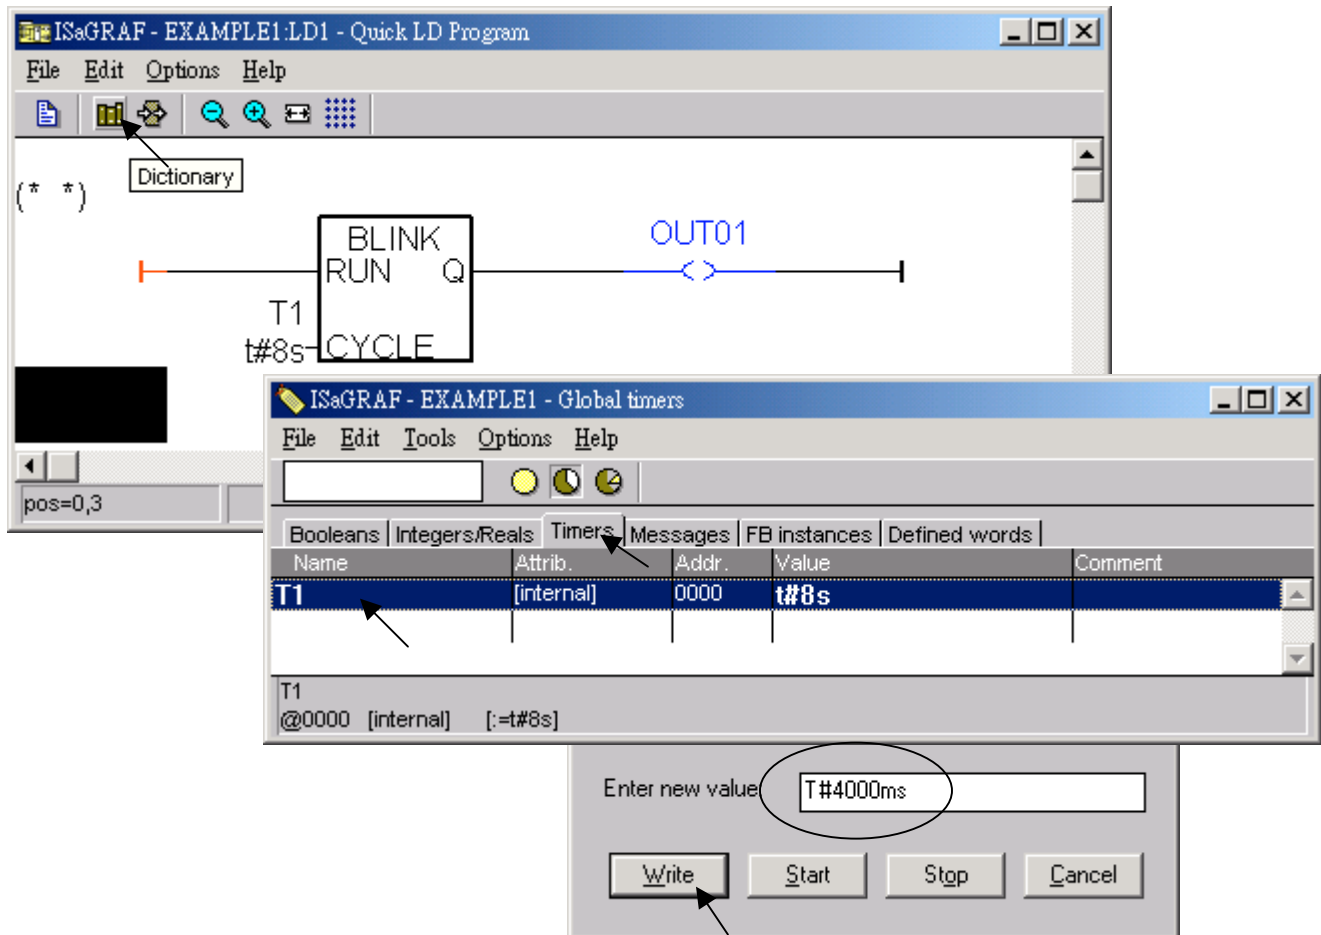 ISaGRAF - EXAMPLE1:LD1 - Quick LD Program
File Edit Options Help
Dictionary
(* *)
BLINK
RUN Q
OUT01
T1
t#8s
CYCLE
pos=0,3
ISaGRAF - EXAMPLE1 - Global timers
File Edit Tools Options Help
Booleans Integers/Reals Timers Messages FB instances Defined words
Name Attrib. Addr. Value Comment
T1 [internal] 0000 t#8s
T1
@0000 [internal] [:=t#8s]
Enter new value T#4000ms
Write Start Stop Cancel